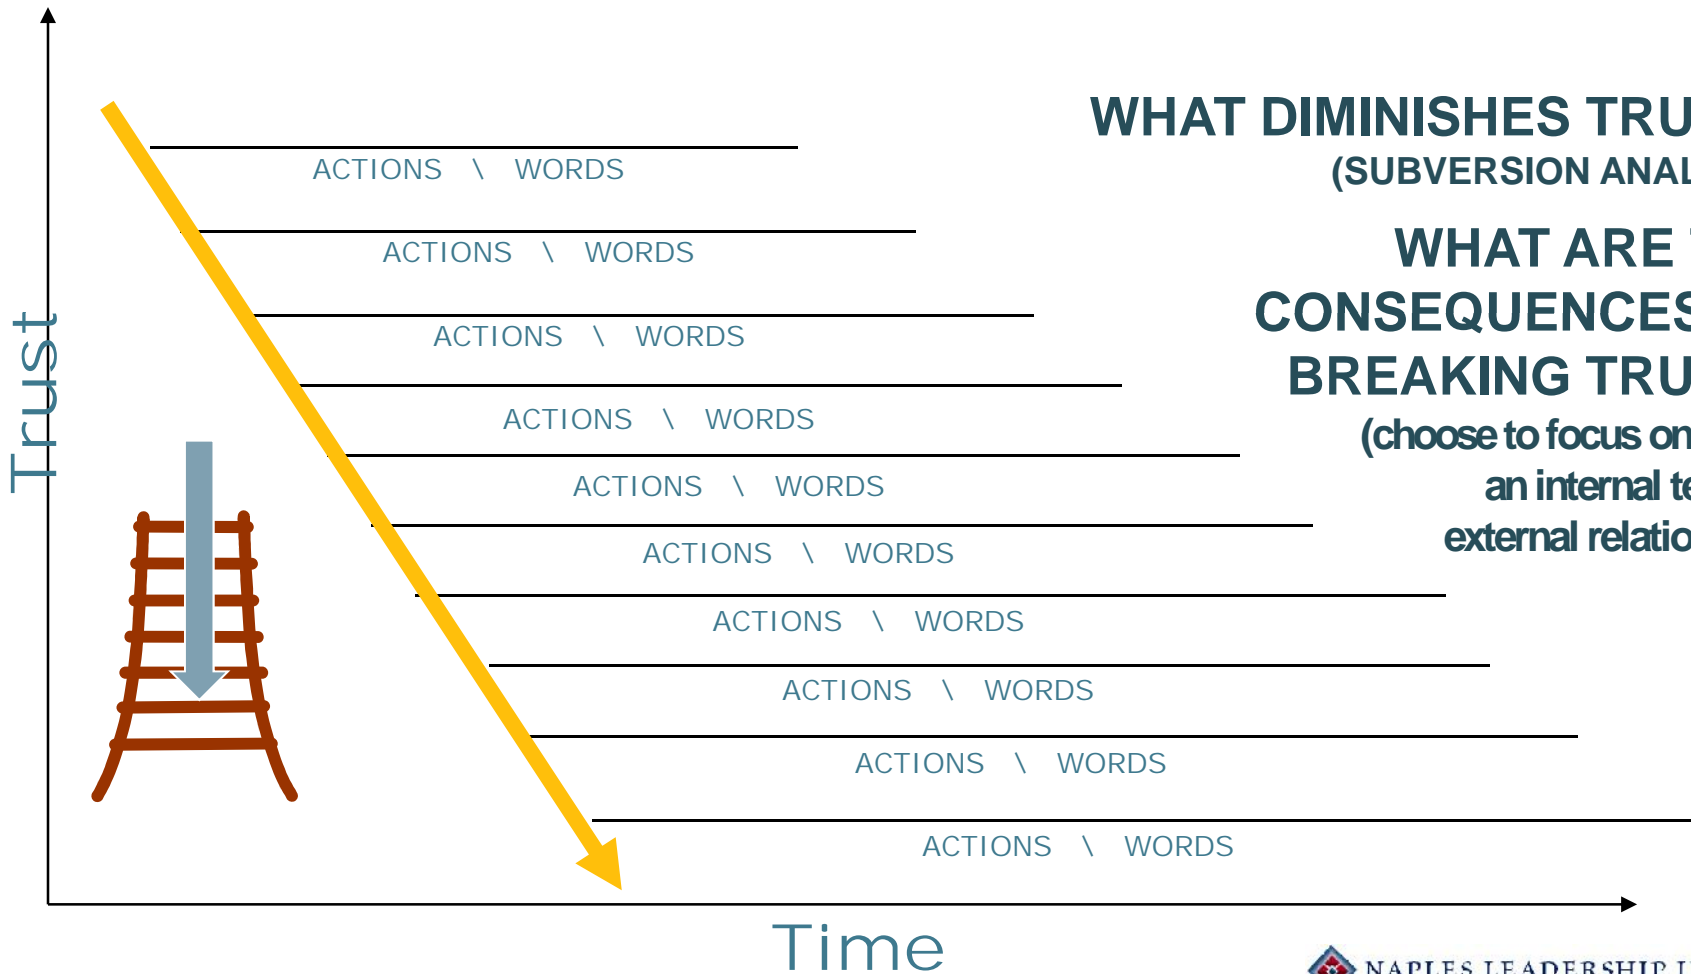 WHAT DIMINISHES TRU
(SUBVERSION ANAL
WHAT ARE
CONSEQUENCES
BREAKING TRU
(choose to focus on
an internal te
external relatio
ACTIONS \ WORDS
ACTIONS \ WORDS
ACTIONS \ WORDS
ACTIONS \ WORDS
ACTIONS \ WORDS
ACTIONS \ WORDS
ACTIONS \ WORDS
ACTIONS \ WORDS
ACTIONS \ WORDS
ACTIONS \ WORDS
Trust
Time
NAPLES LEADERSHIP